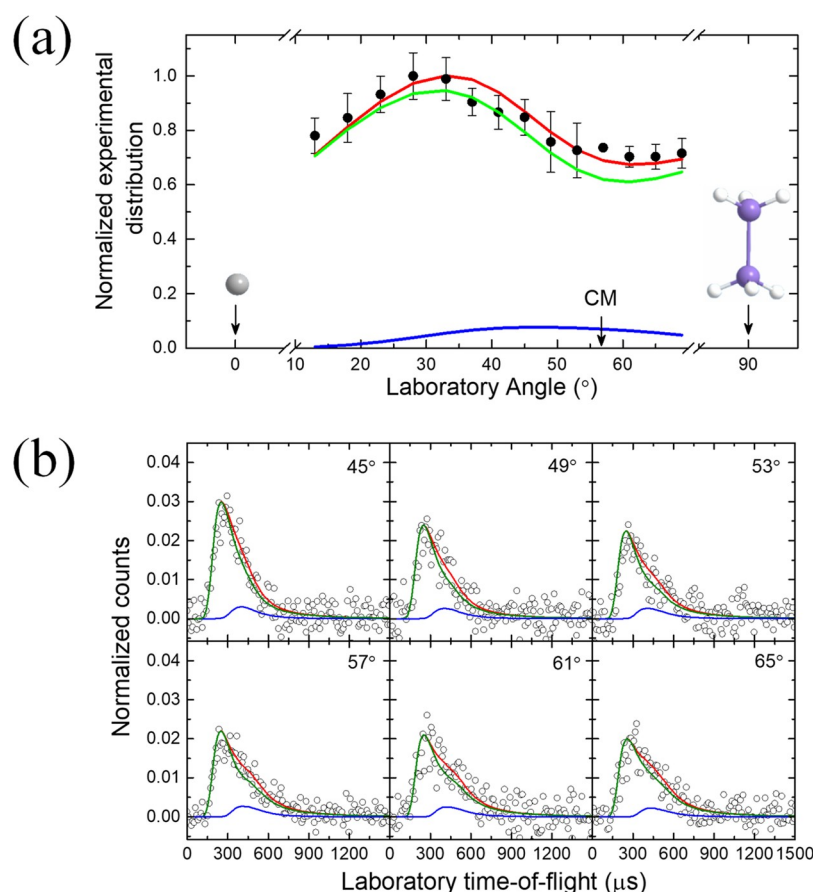 (a)
Normalized experimental
distribution
1.0
0.8
0.6
0.4
0.2
0.0
CM
0 10 20 30 40 50 60 90
Laboratory Angle (°)
(b)
Normalized counts
0.04
0.03
0.02
0.01
0.00
45° 49° 53°
0.04
0.03
0.02
0.01
0.00
57° 61° 65°
0 300 600 900 1200 0 300 600 900 1200 0 300 600 900 1200 1500
Laboratory time-of-flight (μs)